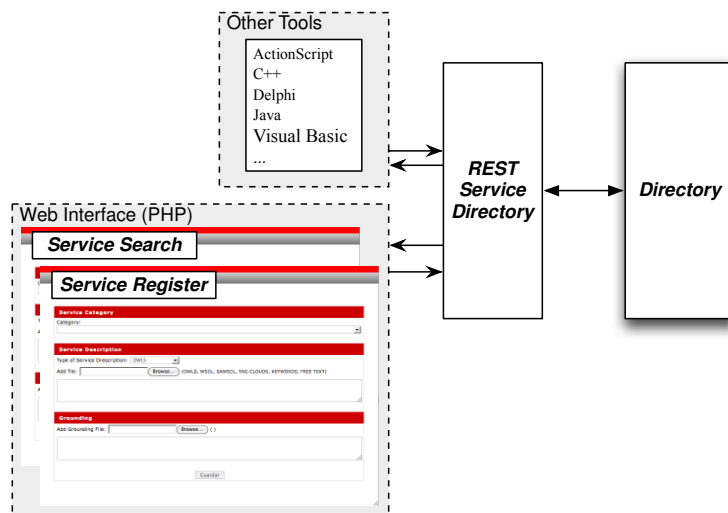 Other Tools
ActionScript
C++
Delphi
Java
Visual Basic
...
REST
Service
Directory
Directory
Web Interface (PHP)
Service Search
Service Register
Service Category
Category:
Service Description
Type of Service Drescription: OWLS
Add file: Browse... (OWLS, WSDL, SAWSDL, TAG-CLOUDS, KEYWORDS, FREE TEXT)
Grounding
Add Grounding File: Browse... ( )
Guardar